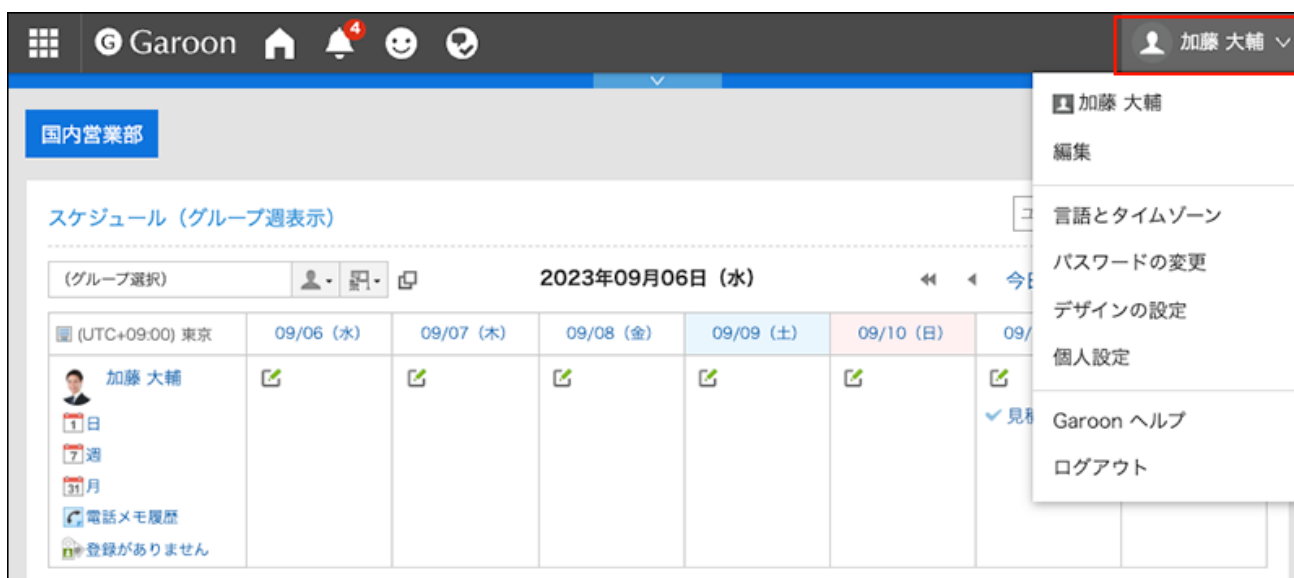 Garoon 4 加藤 大輔
加藤 大輔
編集
言語とタイムゾーン
パスワードの変更
デザインの設定
個人設定
Garoon ヘルプ
ログアウト
国内営業部
スケジュール（グループ週表示）
(グループ選択) 2023年09月06日（水）
(UTC+09:00) 東京 09/06（水） 09/07（木） 09/08（金） 09/09（土） 09/10（日） 09/
加藤 大輔
1 日
7 週
31 月
電話メモ履歴
登録がありません